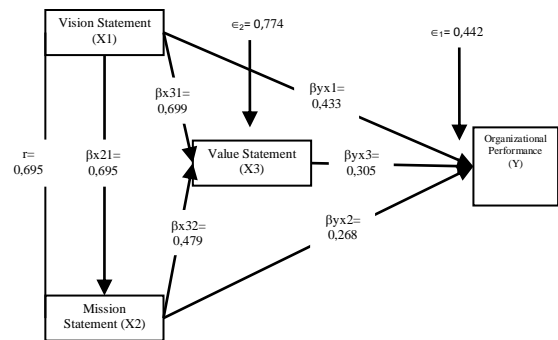 Vision Statement
(X1)
∈₂= 0,774
∈₁= 0,442
βx31=
0,699
βyx1=
0,433
r=
0,695
βx21=
0,695
Value Statement
(X3)
βyx3=
0,305
Organizational
Performance
(Y)
βx32=
0,479
βyx2=
0,268
Mission
Statement (X2)